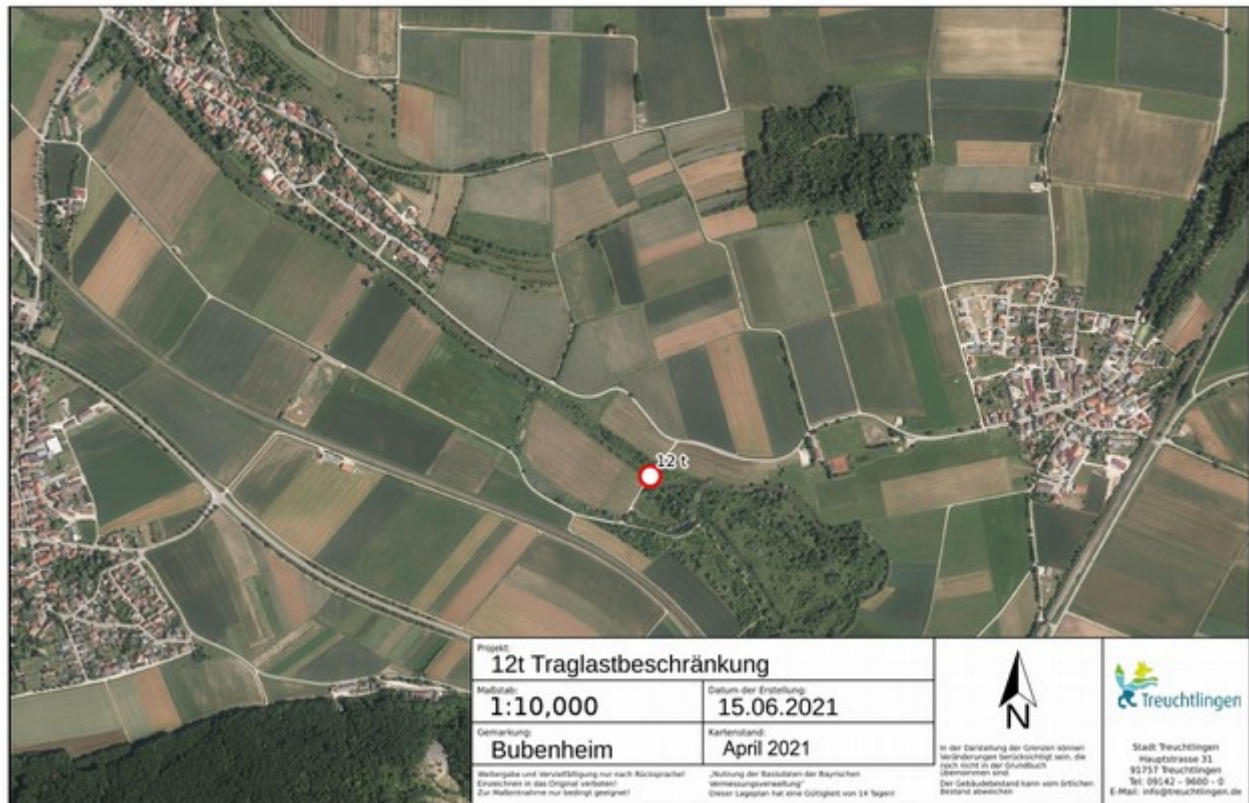 12 t
Projekt:
12t Traglastbeschränkung
Maßstab:
1:10,000
Datum der Erstellung:
15.06.2021
Gemarkung:
Bubenheim
Kartenstand:
April 2021
Weitergabe und Vervielfältigung nur nach Rücksprache!
Einzeichnen in das Original verboten!
Zur Maßentnahme nur bedingt geeignet!
„Nutzung der Basisdaten der Bayrischen
Vermessungsverwaltung“
Dieser Lageplan hat eine Gültigkeit von 14 Tagen!
N
In der Darstellung der Grenzen können
Veränderungen berücksichtigt sein, die
noch nicht in der Grundbuch
übernommen sind.
Der Gebäudebestand kann vom örtlichen
Bestand abweichen
Treuchtlingen
Stadt Treuchtlingen
Hauptstrasse 31
91757 Treuchtlingen
Tel: 09142 - 9600 - 0
E-Mail: info@treuchtlingen.de